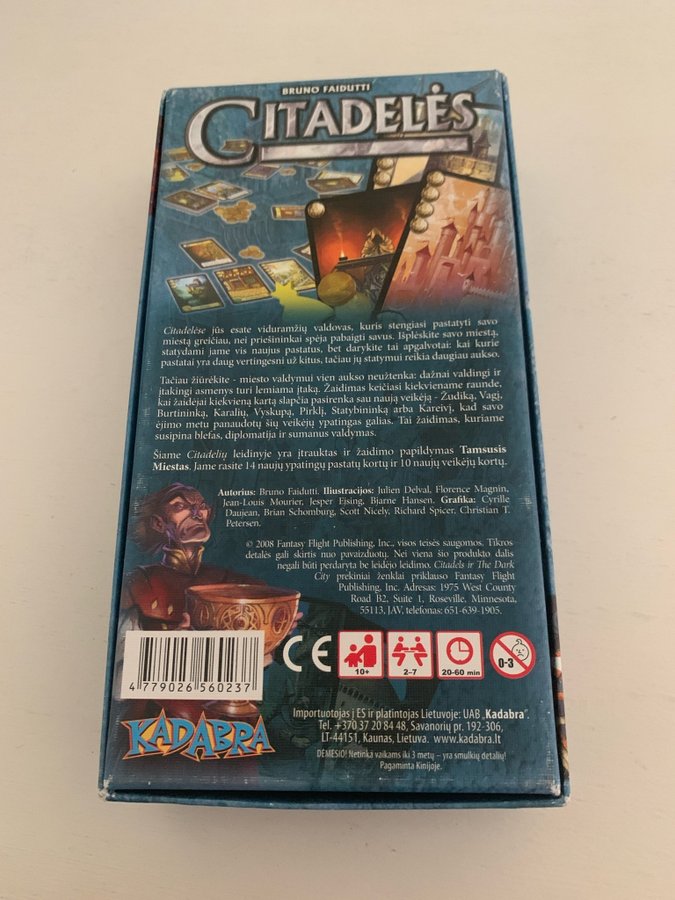 BRUNO FAIDUTTI
CITADELĖS
Citadelėse jūs esate viduramžių valdovas, kuris stengiasi pastatyti savo
miestą greičiau, nei priešininkai spėja pabaigti savus. Išplėskite savo miestą,
statydami jame vis naujus pastatus, bet darykite tai apgalvotai: kai kurie
pastatai yra daug vertingesni už kitus, tačiau jų statymui reikia daugiau aukso.
Tačiau žiūrėkite - miesto valdymui vien aukso neužtenka: dažnai valdingi ir
įtakingi asmenys turi lemiamą įtaką. Žaidimas keičiasi kiekviename raunde,
kai žaidėjai kiekvieną kartą slapčia pasirenka sau naują veikėją - Žudiką, Vagį,
Burtininką, Karalių, Vyskupą, Pirklį, Statybininką arba Kareivį, kad savo
ėjimo metu panaudotų šių veikėjų ypatingas galias. Tai žaidimas, kuriame
susipina blefas, diplomatija ir sumanus valdymas.
Šiame Citadelių leidinyje yra įtrauktas ir žaidimo papildymas Tamsusis
Miestas. Jame rasite 14 naujų ypatingų pastatų kortų ir 10 naujų veikėjų kortų.
Autorius: Bruno Faidutti. Iliustracijos: Julien Delval, Florence Magnin,
Jean-Louis Mourier, Jesper Ejsing, Bjarne Hansen. Grafika: Cyrille
Daujean, Brian Schomburg, Scott Nicely, Richard Spicer, Christian T.
Petersen.
© 2008 Fantasy Flight Publishing, Inc., visos teisės saugomos. Tikros
detalės gali skirtis nuo pavaizduotų. Nei viena šio produkto dalis
negali būti perdaryta be leidėjo leidimo. Citadels ir The Dark
City prekiniai ženklai priklauso Fantasy Flight
Publishing, Inc. Adresas: 1975 West County
Road B2, Suite 1, Roseville, Minnesota,
55113, JAV, telefonas: 651-639-1905.
4 779026 560237
CE
10+
2-7
20-60 min
0-3
KADABRA
Importuotojas į ES ir platintojas Lietuvoje: UAB „Kadabra".
Tel. +370 37 20 84 48, Savanorių pr. 192-306,
LT-44151, Kaunas, Lietuva. www.kadabra.lt
DĖMESIO! Netinka vaikams iki 3 metų – yra smulkių detalių!
Pagaminta Kinijoje.